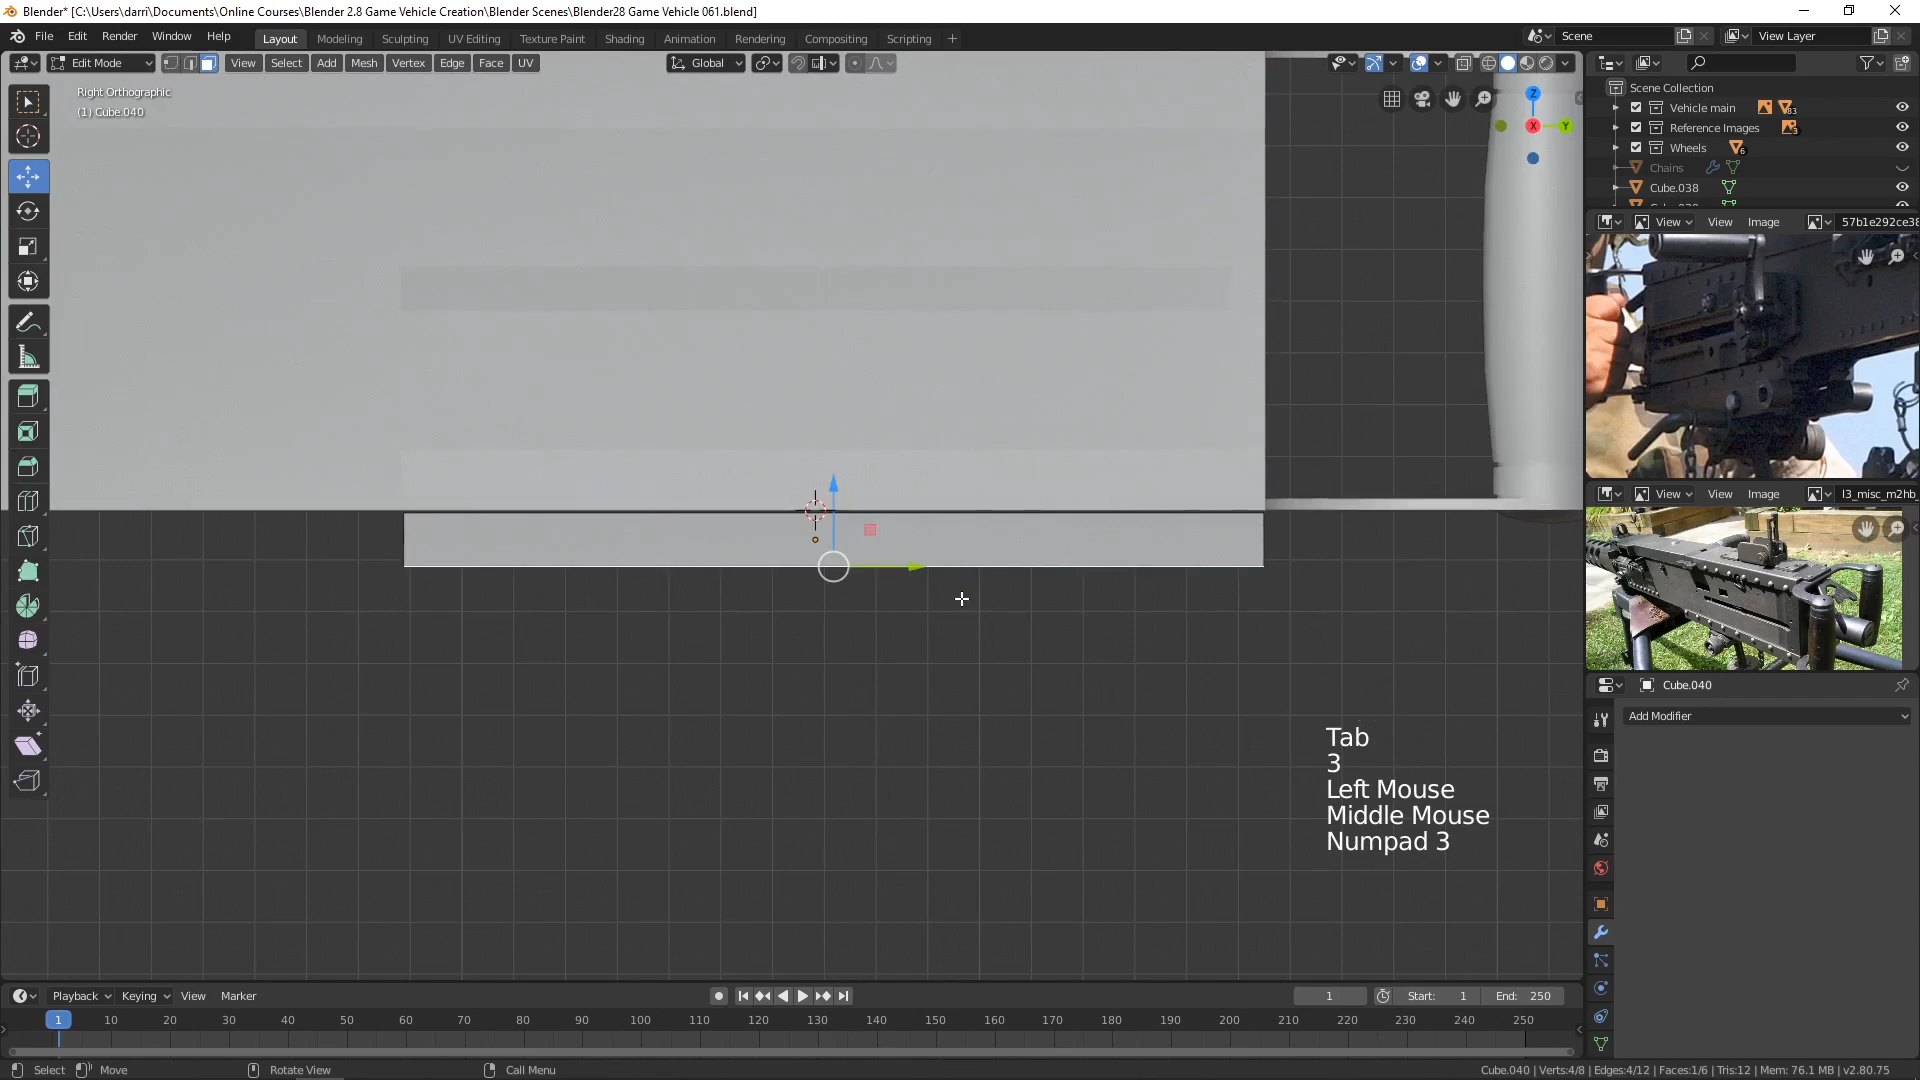 Blender* [C:\Users\darri\Documents\Online Courses\Blender 2.8 Game Vehicle Creation\Blender Scenes\Blender28 Game Vehicle 061.blend]
File Edit Render Window Help
Layout Modeling Sculpting UV Editing Texture Paint Shading Animation Rendering Compositing Scripting
Scene
View Layer
Edit Mode
View Select Add Mesh Vertex Edge Face UV
Global
Right Orthographic
(1) Cube.040
Z
X
Y
Scene Collection
Vehicle main
83
Reference Images
3
Wheels
6
Chains
Cube.038
View View Image
57b1e292ce38
View View Image
l3_misc_m2hb_
Cube.040
Add Modifier
Tab
3
Left Mouse
Middle Mouse
Numpad 3
Playback Keying View Marker
1
Start: 1
End: 250
1 10 20 30 40 50 60 70 80 90 100 110 120 130 140 150 160 170 180 190 200 210 220 230 240 250
Select Move Rotate View Call Menu
Cube.040 | Verts:4/8 | Edges:4/12 | Faces:1/6 | Tris:12 | Mem: 76.1 MB | v2.80.75